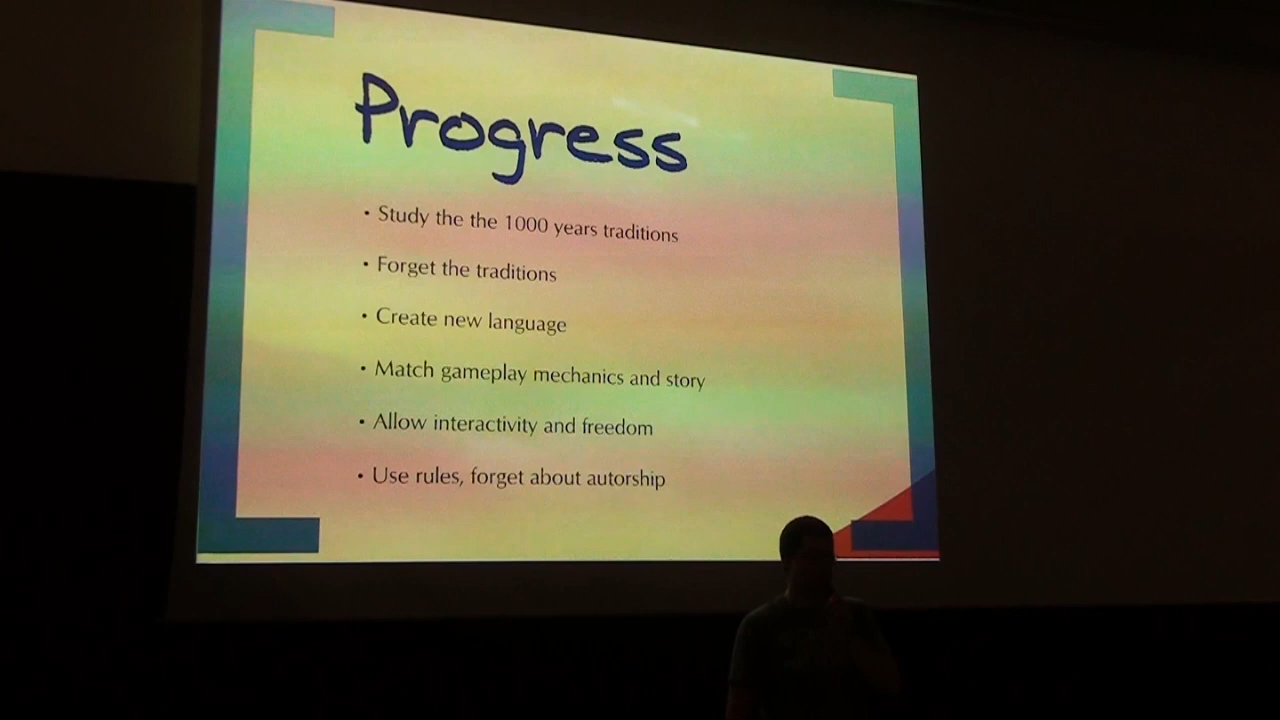 Progress
• Study the the 1000 years traditions
• Forget the traditions
• Create new language
• Match gameplay mechanics and story
• Allow interactivity and freedom
• Use rules, forget about autorship